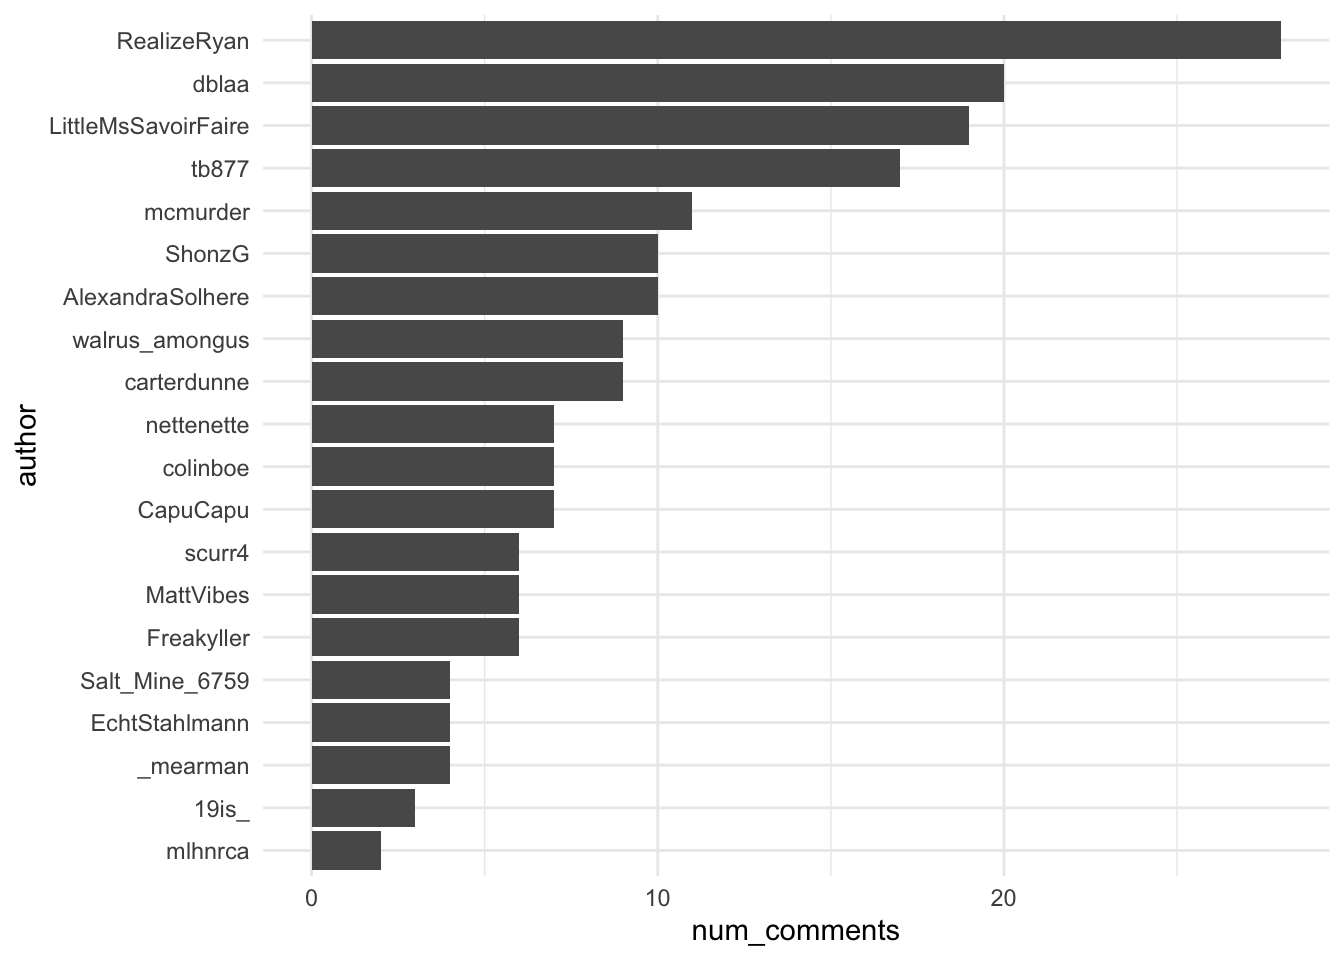 RealizeRyan
dblaa
LittleMsSavoirFaire
tb877
mcmurder
ShonzG
AlexandraSolhere
walrus_amongus
carterdunne
nettenette
colinboe
CapuCapu
scurr4
MattVibes
Freakyller
Salt_Mine_6759
EchtStahlmann
_mearman
19is_
mlhnrca
author
0 10 20
num_comments